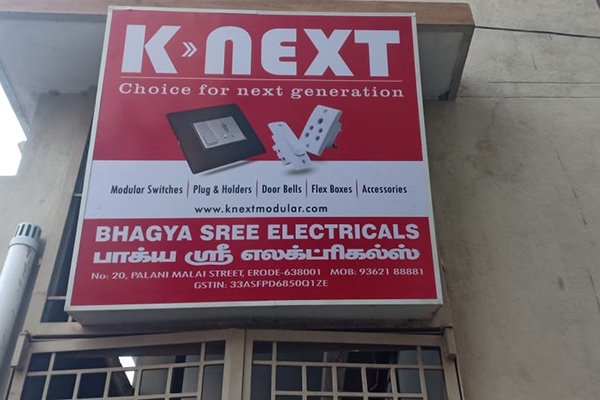 K»NEXT
Choice for next generation
Modular Switches | Plug & Holders | Door Bells | Flex Boxes | Accessories
www.knextmodular.com
BHAGYA SREE ELECTRICALS
பாக்ய ஸ்ரீ எலக்ட்ரிகல்ஸ்
No: 20, PALANI MALAI STREET, ERODE-638001 MOB: 93621 88881
GSTIN: 33ASFPD6850Q1ZE